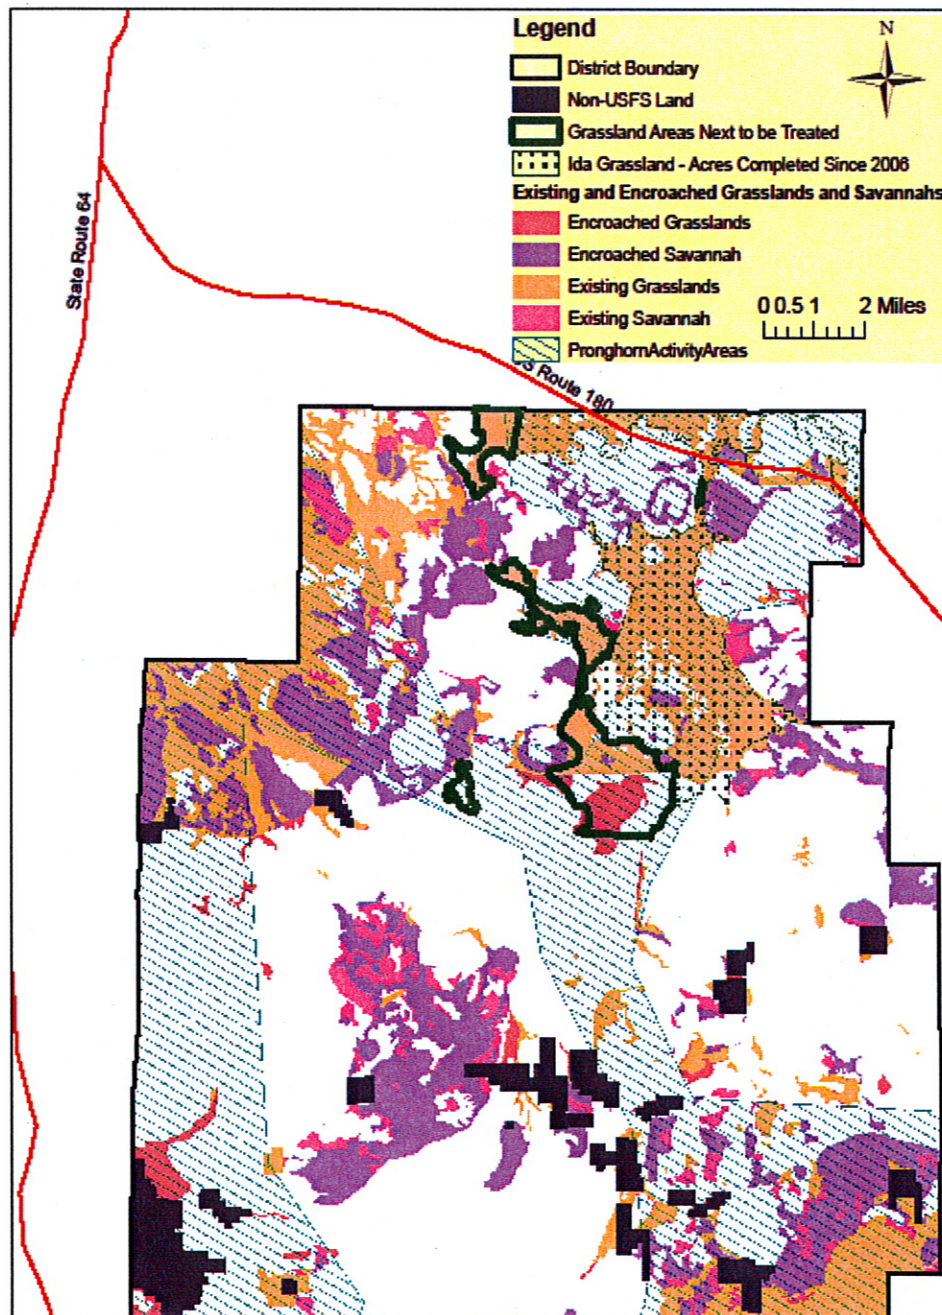 Legend
N
District Boundary
Non-USFS Land
Grassland Areas Next to be Treated
Ida Grassland - Acres Completed Since 2006
Existing and Encroached Grasslands and Savannahs
Encroached Grasslands
Encroached Savannah
Existing Grasslands
Existing Savannah
0 0.5 1 2 Miles
PronghornActivityAreas
State Route 64
S Route 180